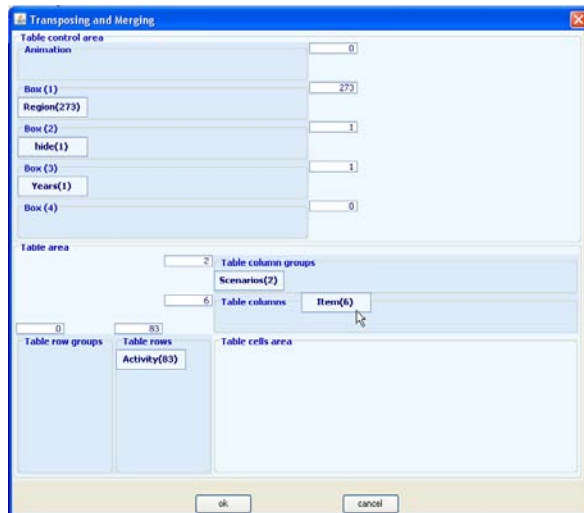 Transposing and Merging
Table control area
Animation
0
Box (1)
273
Region(273)
Box (2)
1
hide(1)
Box (3)
1
Years(1)
Box (4)
0
Table area
2
Table column groups
Scenarios(2)
6
Table columns
Item(6)
0
83
Table row groups
Table rows
Table cells area
Activity(83)
ok
cancel